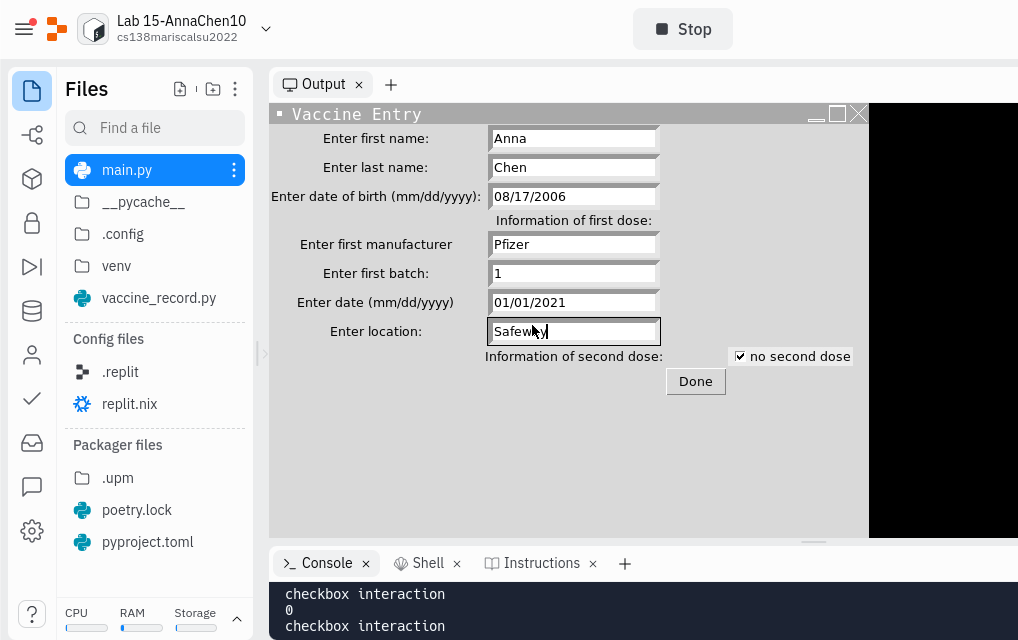 Lab 15-AnnaChen10
cs138mariscalsu2022
Stop
Files
Find a file
main.py
__pycache__
.config
venv
vaccine_record.py
Config files
.replit
replit.nix
Packager files
.upm
poetry.lock
pyproject.toml
CPU RAM Storage
Output
Vaccine Entry
Enter first name: Anna
Enter last name: Chen
Enter date of birth (mm/dd/yyyy): 08/17/2006
Information of first dose:
Enter first manufacturer Pfizer
Enter first batch: 1
Enter date (mm/dd/yyyy) 01/01/2021
Enter location: Safeway
Information of second dose: no second dose
Done
Console Shell Instructions
checkbox interaction
0
checkbox interaction